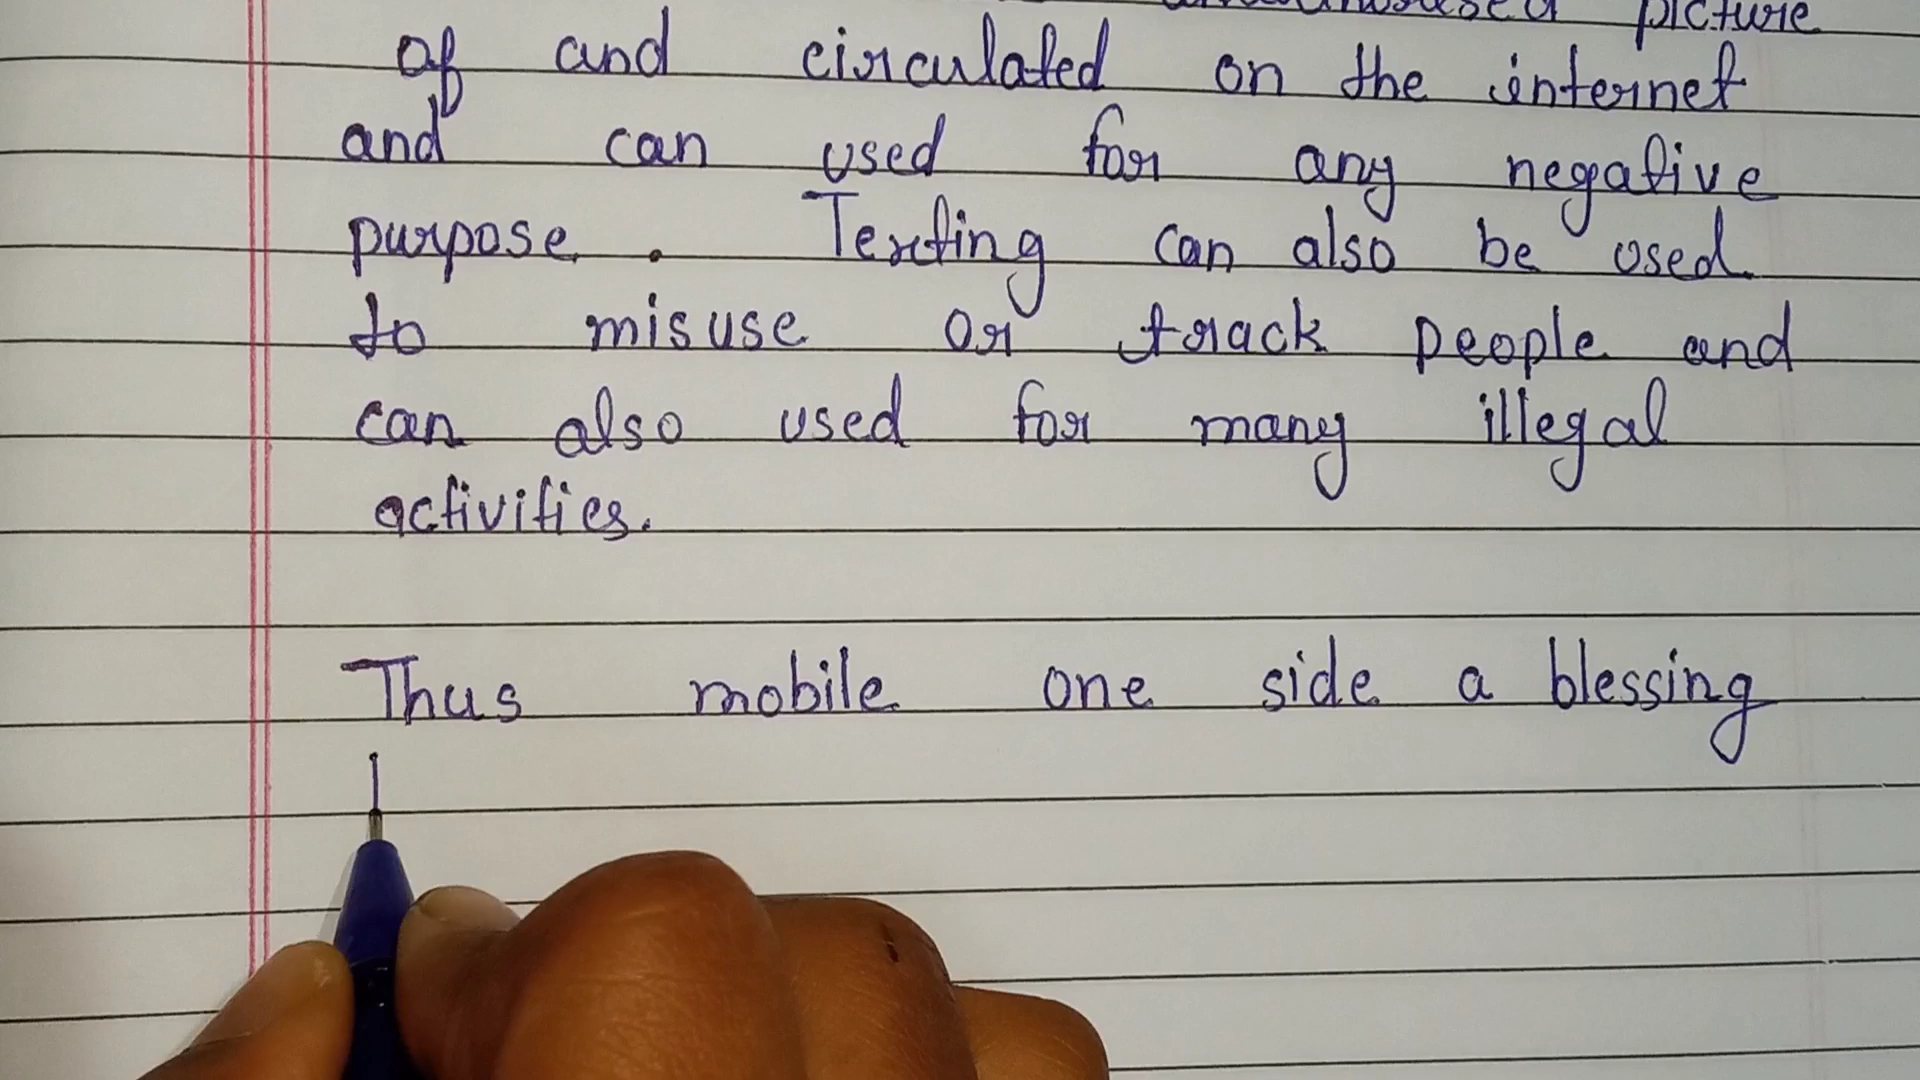 picture
of and circulated on the internet
and can used for any negative
purpose. Texting can also be used
to misuse or track people and
can also used for many illegal
activities.
Thus mobile one side a blessing